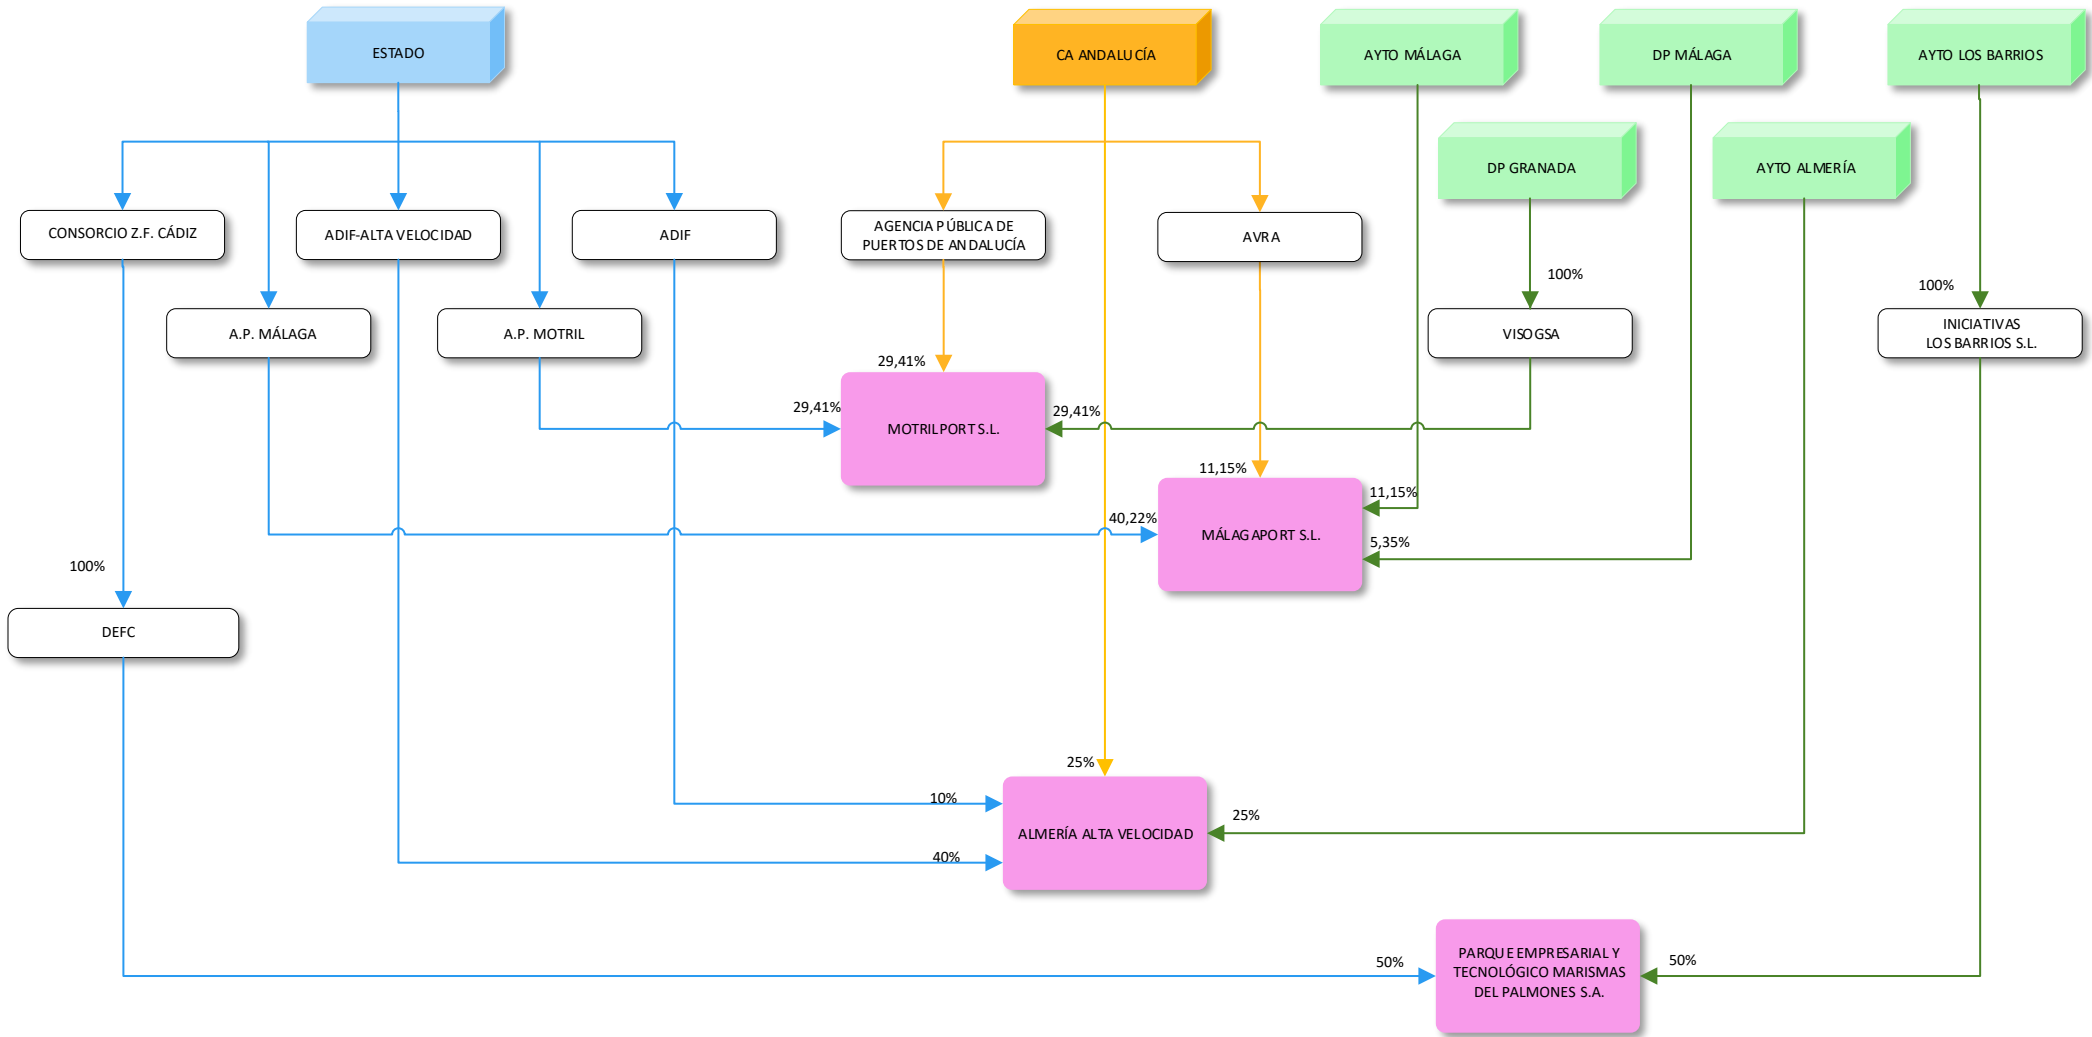 ESTADO
CA ANDALUCÍA
AYTO MÁLAGA
DP MÁLAGA
AYTO LOS BARRIOS
DP GRANADA
AYTO ALMERÍA
CONSORCIO Z.F. CÁDIZ
ADIF-ALTA VELOCIDAD
ADIF
AGENCIA PÚBLICA DE
PUERTOS DE ANDALUCÍA
AVRA
100%
100%
A.P. MÁLAGA
A.P. MOTRIL
VISOGSA
INICIATIVAS
LOS BARRIOS S.L.
29,41%
29,41%
29,41%
MOTRILPORT S.L.
11,15%
11,15%
40,22%
MÁLAGAPORT S.L.
5,35%
100%
DEFC
25%
10%
25%
ALMERÍA ALTA VELOCIDAD
40%
50%
PARQUE EMPRESARIAL Y
TECNOLÓGICO MARISMAS
DEL PALMONES S.A.
50%